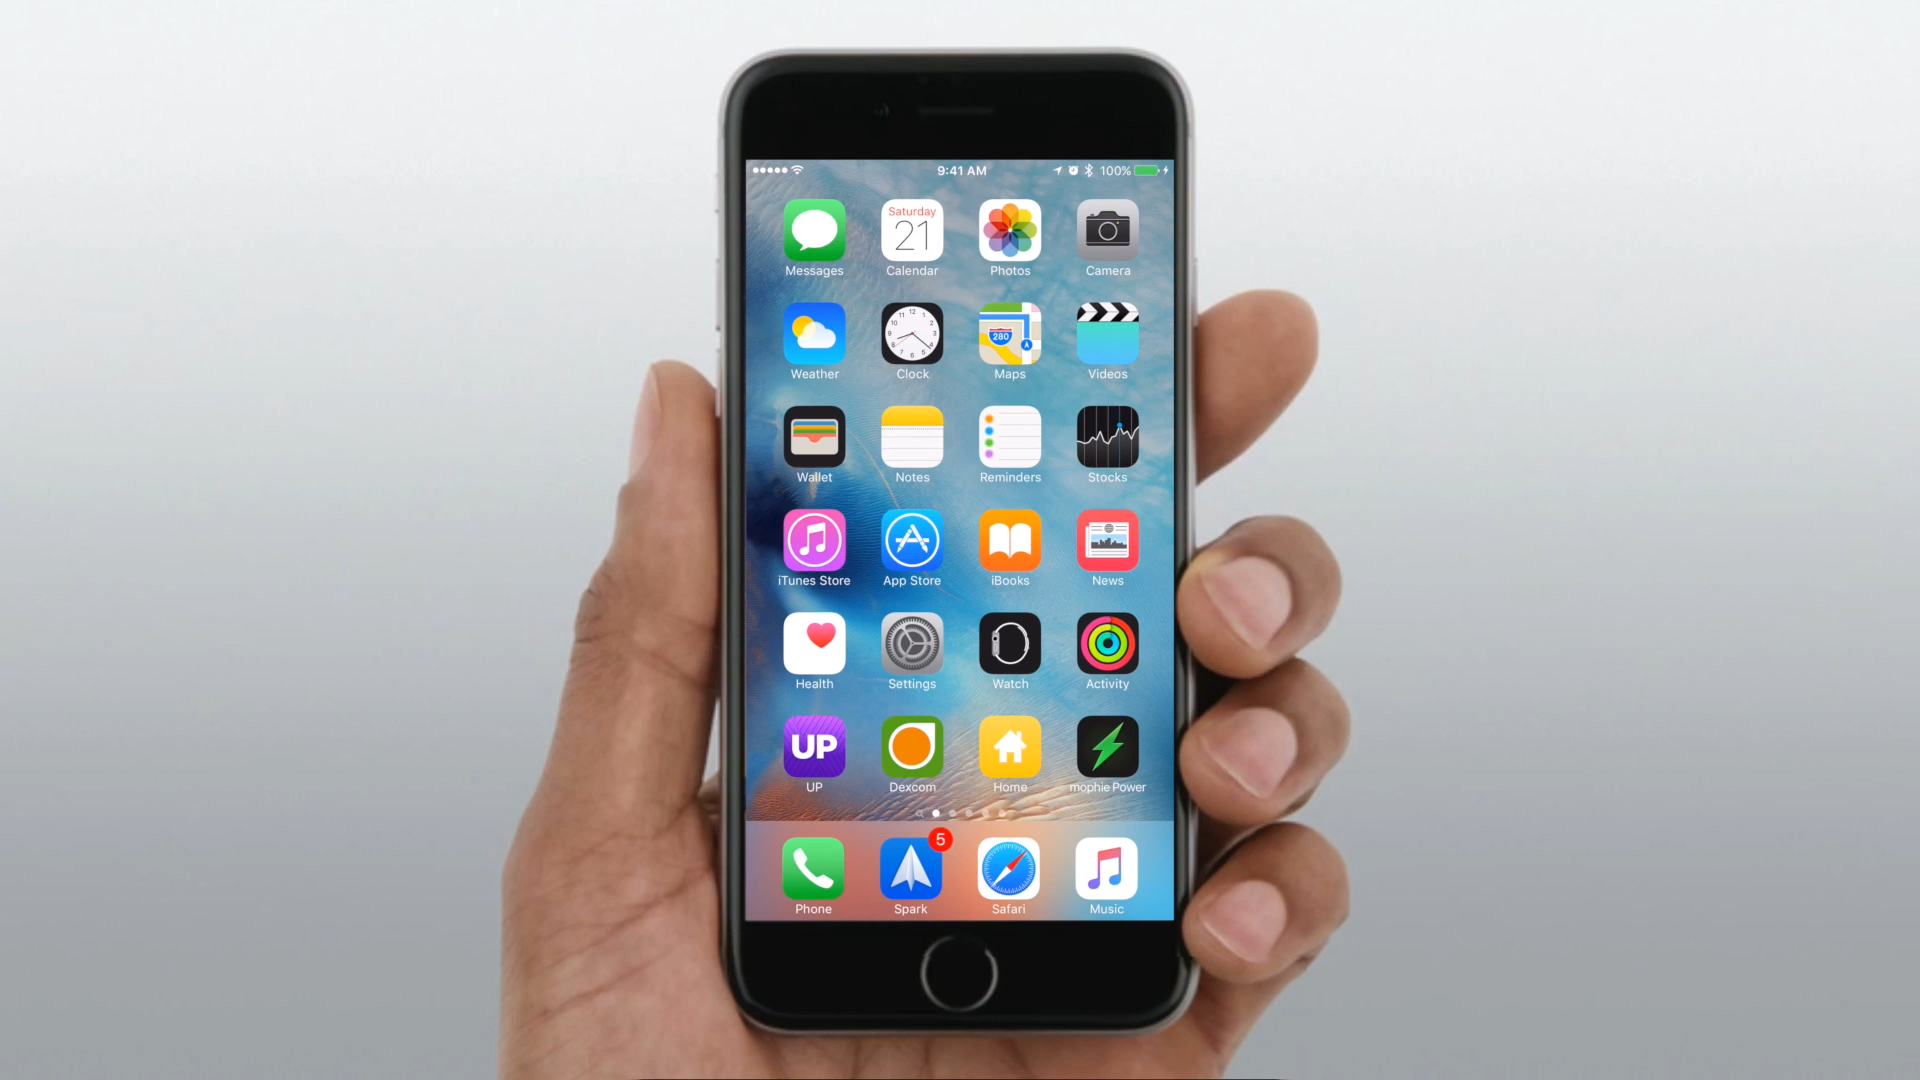 9:41 AM 100%
Saturday
21
Messages Calendar Photos Camera
280
Weather Clock Maps Videos
Wallet Notes Reminders Stocks
iTunes Store App Store iBooks News
Health Settings Watch Activity
UP
UP Dexcom Home mophie Power
5
Phone Spark Safari Music